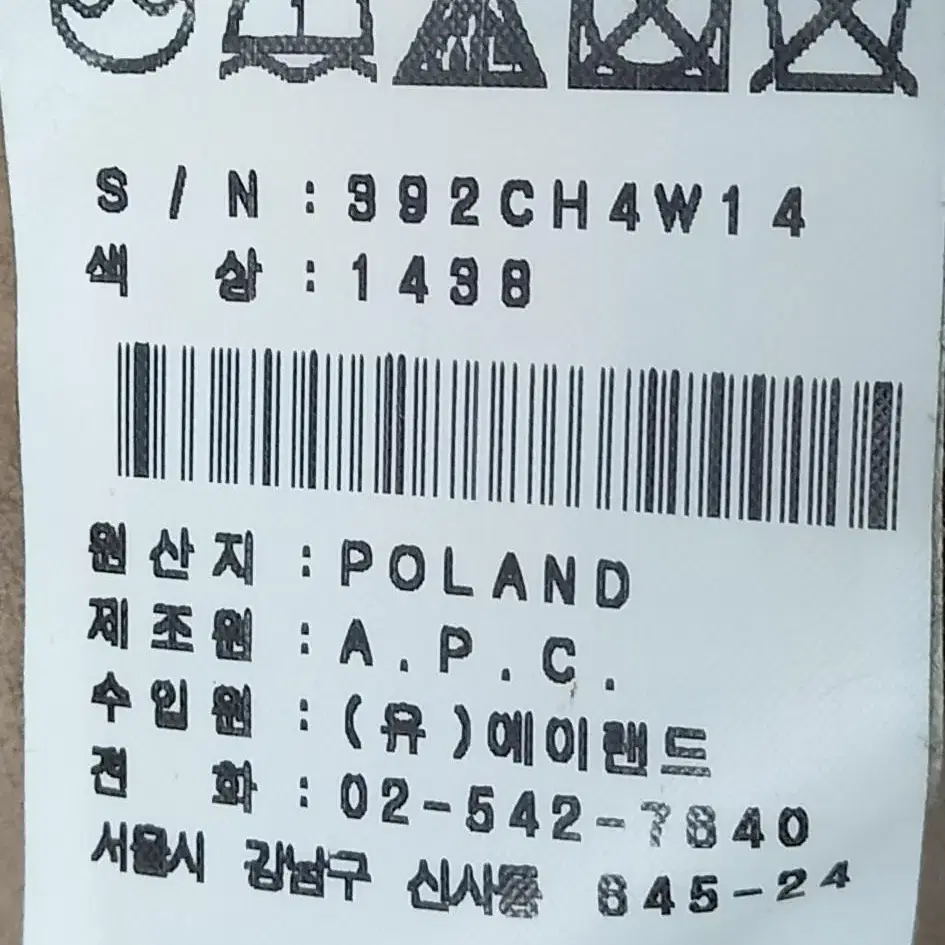 S/N:392CH4W14
색 상:1438
원산지:POLAND
제조원:A.P.C.
수입원:(유)에이랜드
전 화:02-542-7640
서울시 강남구 신사동 645-24